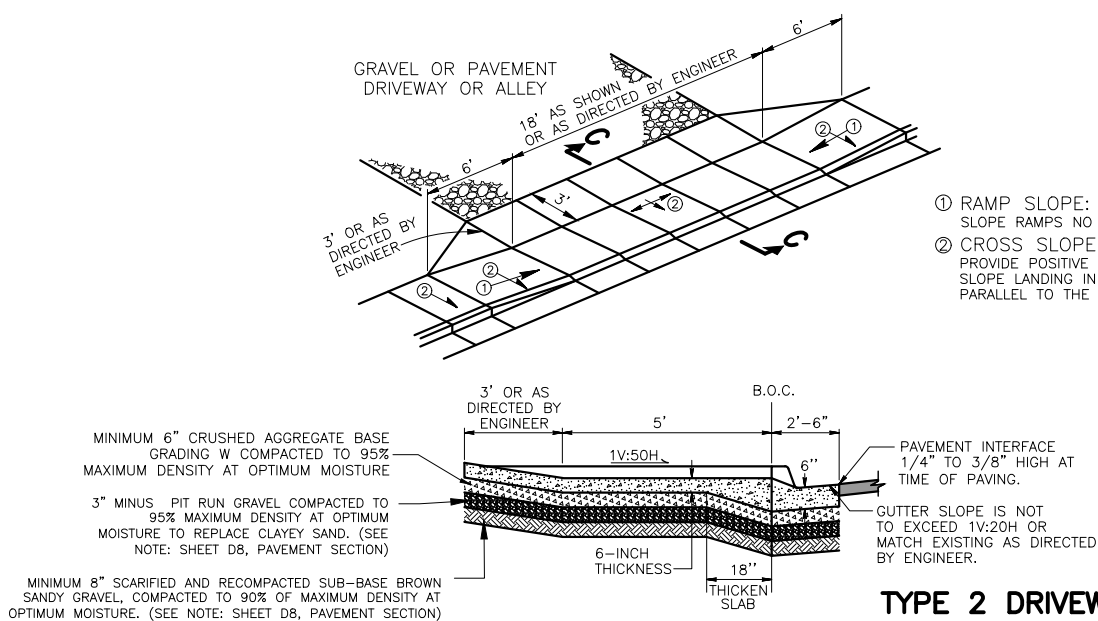 6'
GRAVEL OR PAVEMENT
DRIVEWAY OR ALLEY
18' AS SHOWN
OR AS DIRECTED BY ENGINEER
C
6'
② ①
3'
②
3' OR AS
DIRECTED BY
ENGINEER
C
②
①
②
① RAMP SLOPE:
SLOPE RAMPS NO
② CROSS SLOPE
PROVIDE POSITIVE
SLOPE LANDING IN
PARALLEL TO THE
3' OR AS
DIRECTED BY
ENGINEER
B.O.C.
5'
2'-6"
1V:50H
6"
MINIMUM 6" CRUSHED AGGREGATE BASE
GRADING W COMPACTED TO 95%
MAXIMUM DENSITY AT OPTIMUM MOISTURE
PAVEMENT INTERFACE
1/4" TO 3/8" HIGH AT
TIME OF PAVING.
3" MINUS PIT RUN GRAVEL COMPACTED TO
95% MAXIMUM DENSITY AT OPTIMUM
MOISTURE TO REPLACE CLAYEY SAND. (SEE
NOTE: SHEET D8, PAVEMENT SECTION)
GUTTER SLOPE IS NOT
TO EXCEED 1V:20H OR
MATCH EXISTING AS DIRECTED
BY ENGINEER.
6-INCH
THICKNESS
18"
THICKEN
SLAB
MINIMUM 8" SCARIFIED AND RECOMPACTED SUB-BASE BROWN
SANDY GRAVEL, COMPACTED TO 90% OF MAXIMUM DENSITY AT
OPTIMUM MOISTURE. (SEE NOTE: SHEET D8, PAVEMENT SECTION)
TYPE 2 DRIVEW